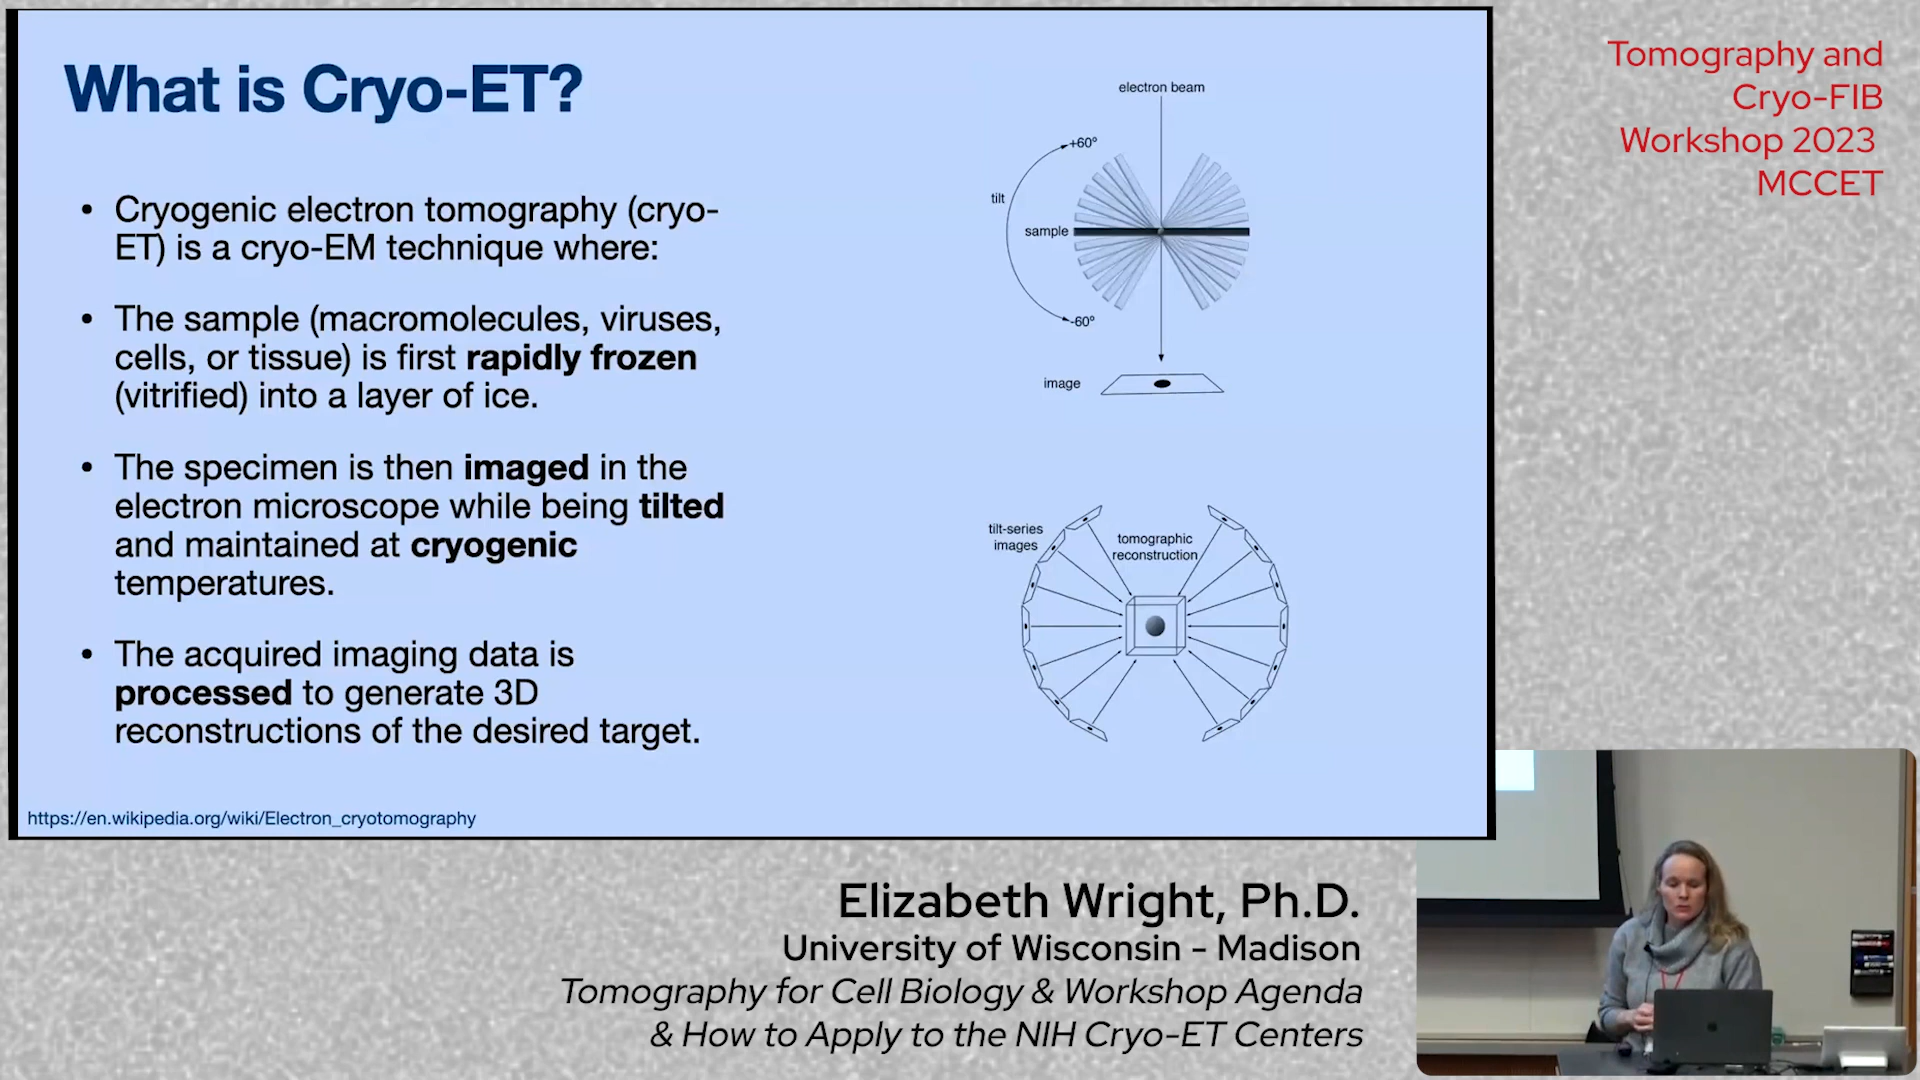 What is Cryo-ET?
• Cryogenic electron tomography (cryo-
ET) is a cryo-EM technique where:
• The sample (macromolecules, viruses,
cells, or tissue) is first rapidly frozen
(vitrified) into a layer of ice.
• The specimen is then imaged in the
electron microscope while being tilted
and maintained at cryogenic
temperatures.
• The acquired imaging data is
processed to generate 3D
reconstructions of the desired target.
https://en.wikipedia.org/wiki/Electron_cryotomography
electron beam
+60°
tilt
sample
-60°
image
tilt-series
images
tomographic
reconstruction
Tomography and
Cryo-FIB
Workshop 2023
MCCET
Elizabeth Wright, Ph.D.
University of Wisconsin - Madison
Tomography for Cell Biology & Workshop Agenda
& How to Apply to the NIH Cryo-ET Centers